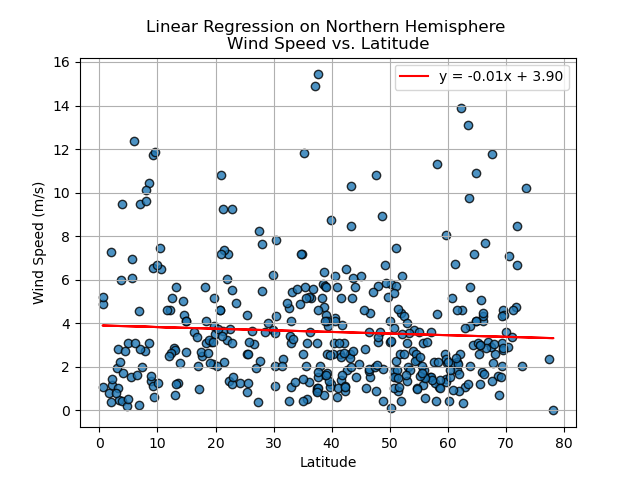 Linear Regression on Northern Hemisphere
Wind Speed vs. Latitude
y = -0.01x + 3.90
16
14
12
10
8
6
4
2
0
Wind Speed (m/s)
0 10 20 30 40 50 60 70 80
Latitude